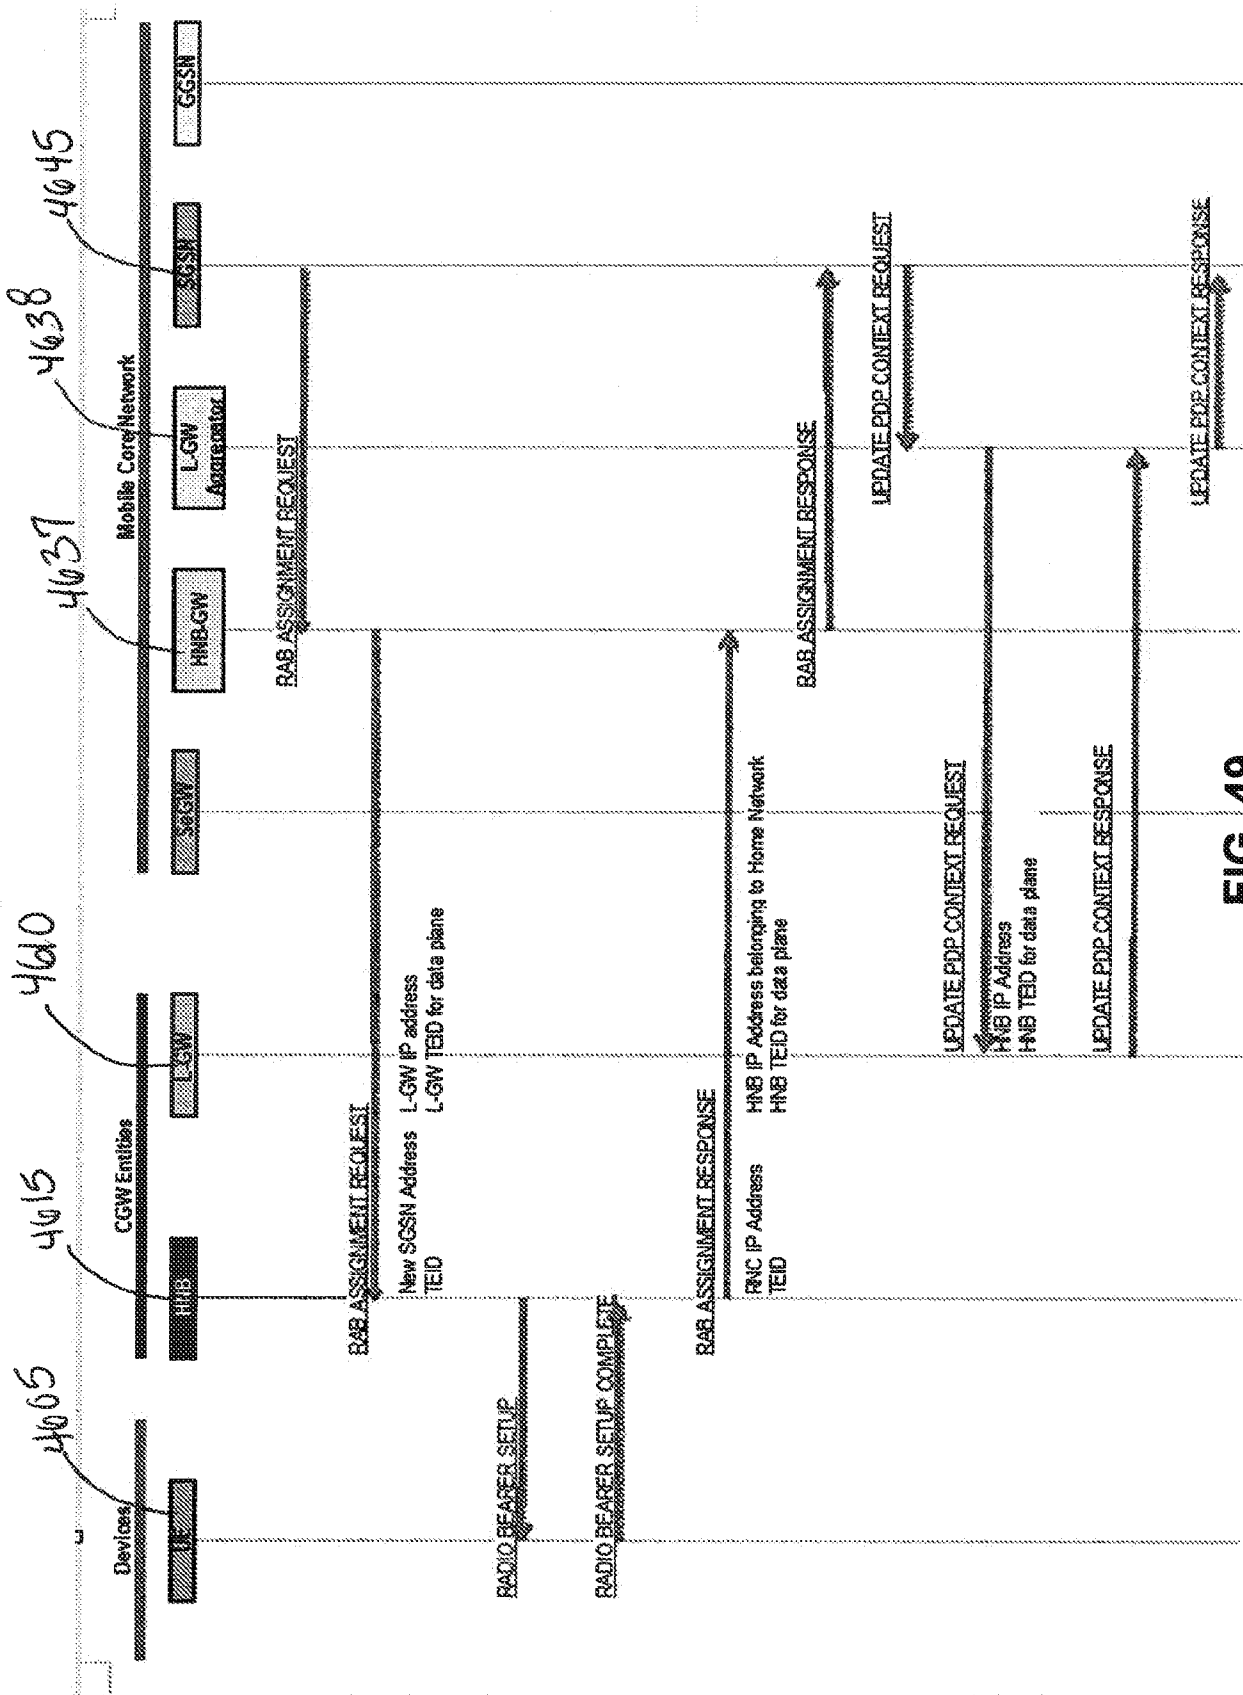 4605
4615
4610
4637
4638
4645
Devices
CGW Entities
Mobile Core Network
UE
HNB
L-GW
SeGW
HNB-GW
L-GW
Aggregator
SGSN
GGSN
RAB ASSIGNMENT REQUEST
RAB ASSIGNMENT REQUEST
New SGSN Address
TEID
L-GW IP address
L-GW TEID for data plane
RADIO BEARER SETUP
RADIO BEARER SETUP COMPLETE
RAB ASSIGNMENT RESPONSE
RNC IP Address
TEID
HNB IP Address belonging to Home Network
HNB TEID for data plane
RAB ASSIGNMENT RESPONSE
UPDATE PDP CONTEXT REQUEST
UPDATE PDP CONTEXT REQUEST
HNB IP Address
HNB TEID for data plane
UPDATE PDP CONTEXT RESPONSE
UPDATE PDP CONTEXT RESPONSE
FIG. 49